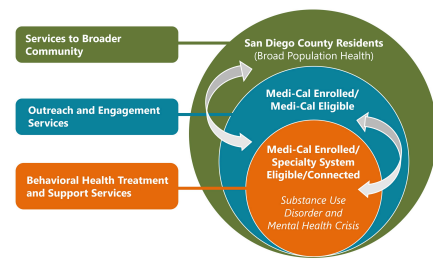 Services to Broader
Community
San Diego County Residents
(Broad Population Health)
Outreach and Engagement
Services
Medi-Cal Enrolled/
Medi-Cal Eligible
Behavioral Health Treatment
and Support Services
Medi-Cal Enrolled/
Specialty System
Eligible/Connected
Substance Use
Disorder and
Mental Health Crisis